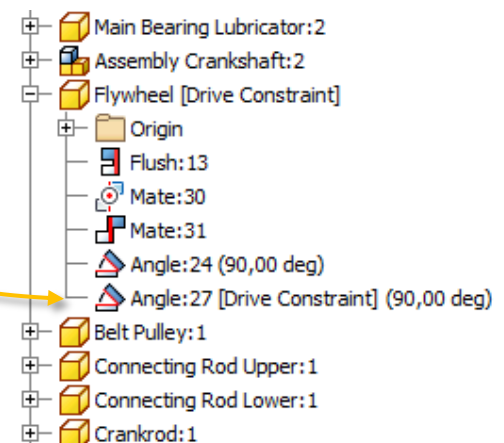 Main Bearing Lubricator:2
Assembly Crankshaft:2
Flywheel [Drive Constraint]
Origin
Flush:13
Mate:30
Mate:31
Angle:24 (90,00 deg)
Angle:27 [Drive Constraint] (90,00 deg)
Belt Pulley:1
Connecting Rod Upper:1
Connecting Rod Lower:1
Crankrod:1